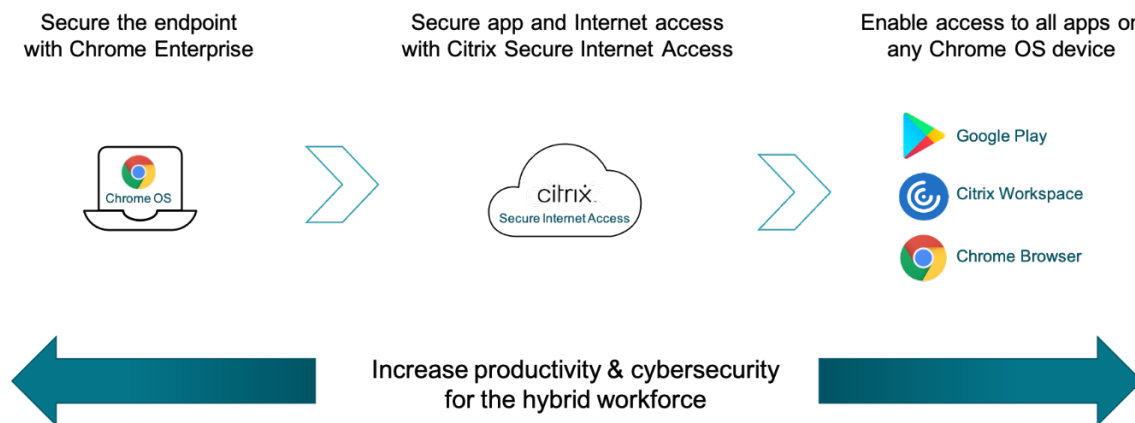 Secure the endpoint
with Chrome Enterprise
Secure app and Internet access
with Citrix Secure Internet Access
Enable access to all apps on
any Chrome OS device
Chrome OS
citrix™
Secure Internet Access
Google Play
Citrix Workspace
Chrome Browser
Increase productivity & cybersecurity
for the hybrid workforce